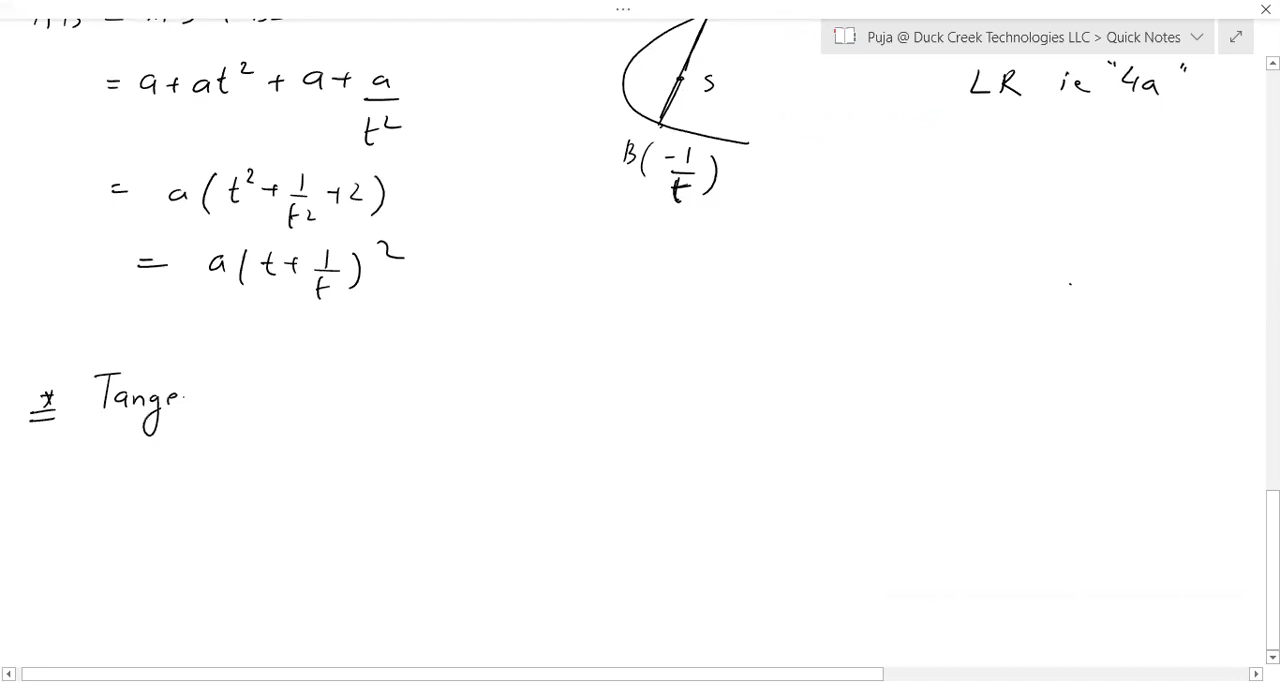 ...
Puja @ Duck Creek Technologies LLC > Quick Notes
= a + at² + a + a/t²
S
LR ie "4a"
B(-1/t)
= a(t² + 1/t² + 2)
= a(t + 1/t)²
* Tange